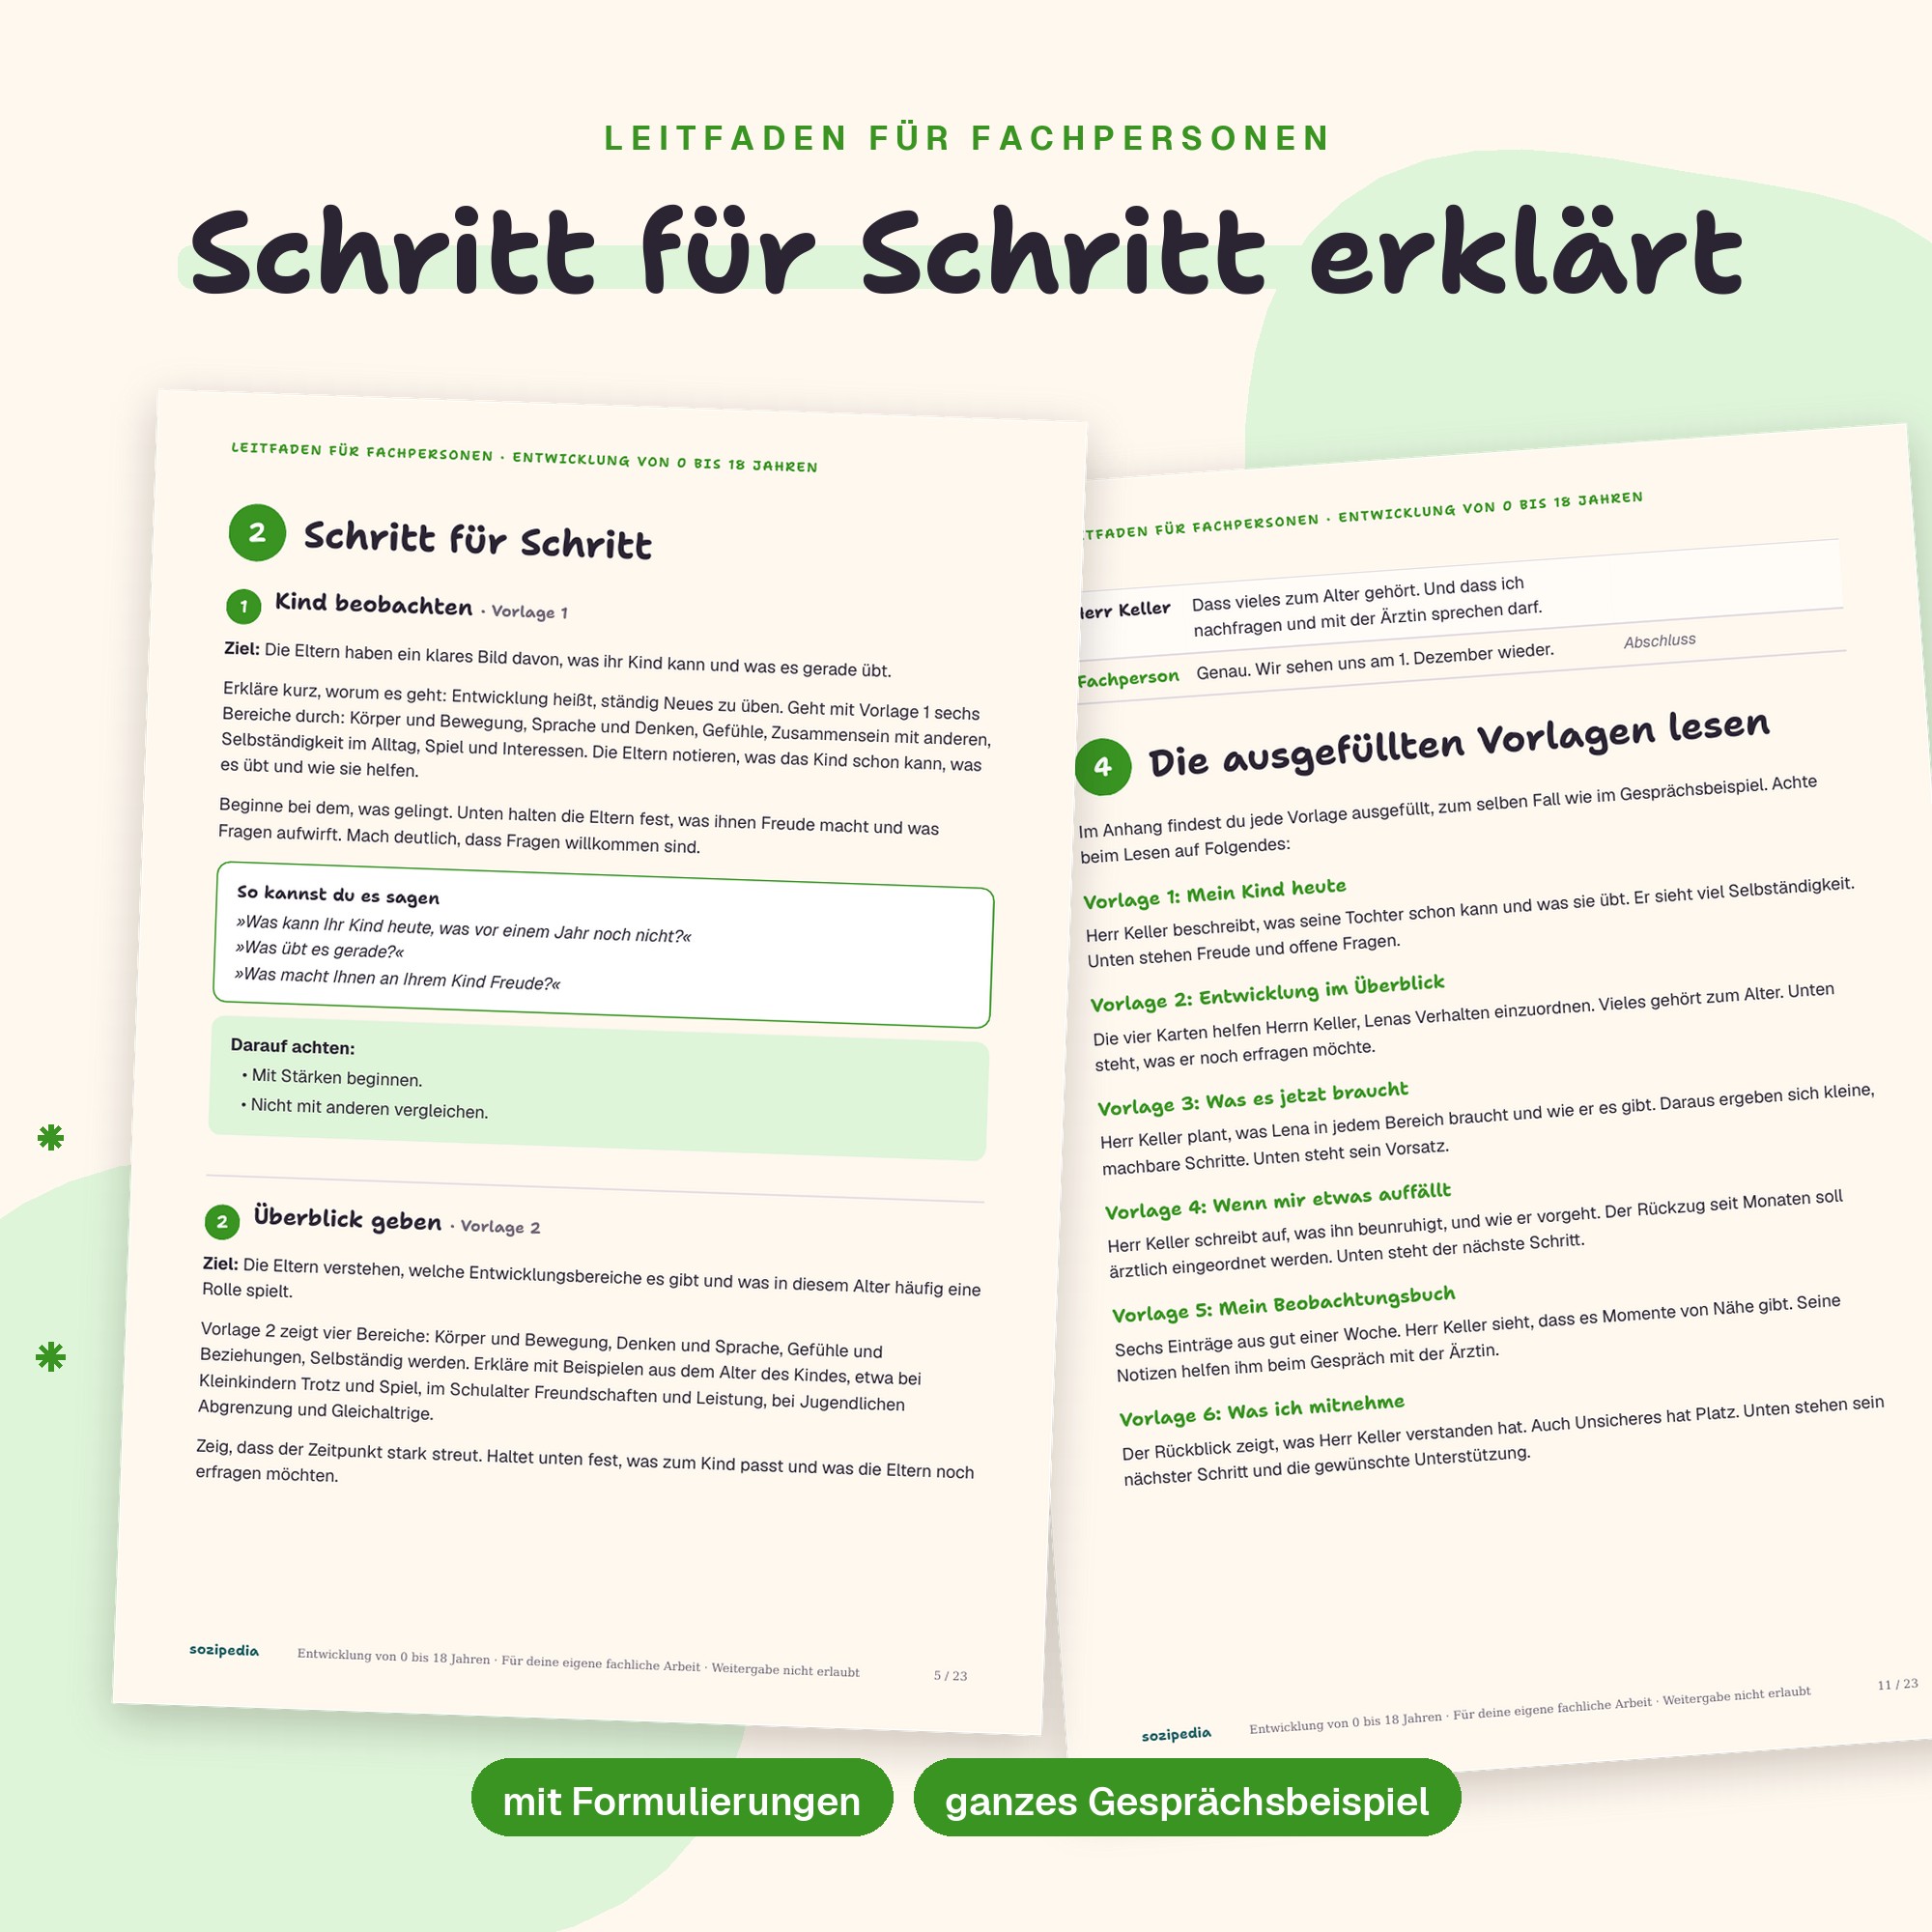 LEITFADEN FÜR FACHPERSONEN
Schritt für Schritt erklärt
LEITFADEN FÜR FACHPERSONEN · ENTWICKLUNG VON 0 BIS 18 JAHREN
2 Schritt für Schritt
1 Kind beobachten · Vorlage 1
Ziel: Die Eltern haben ein klares Bild davon, was ihr Kind kann und was es gerade übt.
Erkläre kurz, worum es geht: Entwicklung heißt, ständig Neues zu üben. Geht mit Vorlage 1 sechs
Bereiche durch: Körper und Bewegung, Sprache und Denken, Gefühle, Zusammensein mit anderen,
Selbständigkeit im Alltag, Spiel und Interessen. Die Eltern notieren, was das Kind schon kann, was
es übt und wie sie helfen.
Beginne bei dem, was gelingt. Unten halten die Eltern fest, was ihnen Freude macht und was
Fragen aufwirft. Mach deutlich, dass Fragen willkommen sind.
So kannst du es sagen
»Was kann Ihr Kind heute, was vor einem Jahr noch nicht?«
»Was übt es gerade?«
»Was macht Ihnen an Ihrem Kind Freude?«
Darauf achten:
• Mit Stärken beginnen.
• Nicht mit anderen vergleichen.
2 Überblick geben · Vorlage 2
Ziel: Die Eltern verstehen, welche Entwicklungsbereiche es gibt und was in diesem Alter häufig eine
Rolle spielt.
Vorlage 2 zeigt vier Bereiche: Körper und Bewegung, Denken und Sprache, Gefühle und
Beziehungen, Selbständig werden. Erkläre mit Beispielen aus dem Alter des Kindes, etwa bei
Kleinkindern Trotz und Spiel, im Schulalter Freundschaften und Leistung, bei Jugendlichen
Abgrenzung und Gleichaltrige.
Zeig, dass der Zeitpunkt stark streut. Haltet unten fest, was zum Kind passt und was die Eltern noch
erfragen möchten.
sozipedia Entwicklung von 0 bis 18 Jahren · Für deine eigene fachliche Arbeit · Weitergabe nicht erlaubt 5 / 23
TFADEN FÜR FACHPERSONEN · ENTWICKLUNG VON 0 BIS 18 JAHREN
Herr Keller Dass vieles zum Alter gehört. Und dass ich
nachfragen und mit der Ärztin sprechen darf.
Fachperson Genau. Wir sehen uns am 1. Dezember wieder. Abschluss
4 Die ausgefüllten Vorlagen lesen
Im Anhang findest du jede Vorlage ausgefüllt, zum selben Fall wie im Gesprächsbeispiel. Achte
beim Lesen auf Folgendes:
Vorlage 1: Mein Kind heute
Herr Keller beschreibt, was seine Tochter schon kann und was sie übt. Er sieht viel Selbständigkeit.
Unten stehen Freude und offene Fragen.
Vorlage 2: Entwicklung im Überblick
Die vier Karten helfen Herrn Keller, Lenas Verhalten einzuordnen. Vieles gehört zum Alter. Unten
steht, was er noch erfragen möchte.
Vorlage 3: Was es jetzt braucht
Herr Keller plant, was Lena in jedem Bereich braucht und wie er es gibt. Daraus ergeben sich kleine,
machbare Schritte. Unten steht sein Vorsatz.
Vorlage 4: Wenn mir etwas auffällt
Herr Keller schreibt auf, was ihn beunruhigt, und wie er vorgeht. Der Rückzug seit Monaten soll
ärztlich eingeordnet werden. Unten steht der nächste Schritt.
Vorlage 5: Mein Beobachtungsbuch
Sechs Einträge aus gut einer Woche. Herr Keller sieht, dass es Momente von Nähe gibt. Seine
Notizen helfen ihm beim Gespräch mit der Ärztin.
Vorlage 6: Was ich mitnehme
Der Rückblick zeigt, was Herr Keller verstanden hat. Auch Unsicheres hat Platz. Unten stehen sein
nächster Schritt und die gewünschte Unterstützung.
sozipedia Entwicklung von 0 bis 18 Jahren · Für deine eigene fachliche Arbeit · Weitergabe nicht erlaubt 11 / 23
mit Formulierungen
ganzes Gesprächsbeispiel